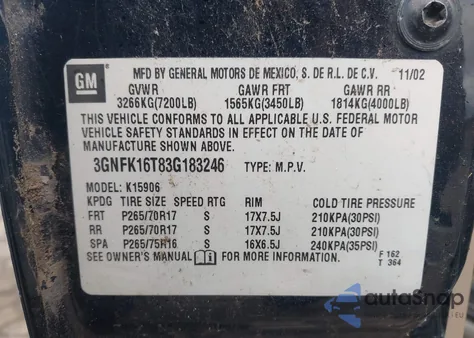 GM
MFD BY GENERAL MOTORS DE MEXICO, S. DE R.L. DE C.V. 11/02
GVWR GAWR FRT GAWR RR
3266KG(7200LB) 1565KG(3450LB) 1814KG(4000LB)
THIS VEHICLE CONFORMS TO ALL APPLICABLE U.S. FEDERAL MOTOR
VEHICLE SAFETY STANDARDS IN EFFECT ON THE DATE OF
MANUFACTURE SHOWN ABOVE.
3GNFK16T83G183246 TYPE: M.P.V.
MODEL: K15906
KPDG TIRE SIZE SPEED RTG RIM COLD TIRE PRESSURE
FRT P265/70R17 S 17X7.5J 210KPA(30PSI)
RR P265/70R17 S 17X7.5J 210KPA(30PSI)
SPA P265/75R16 S 16X6.5J 240KPA(35PSI)
SEE OWNER'S MANUAL FOR MORE INFORMATION.
F 162
T 364
autoSnap